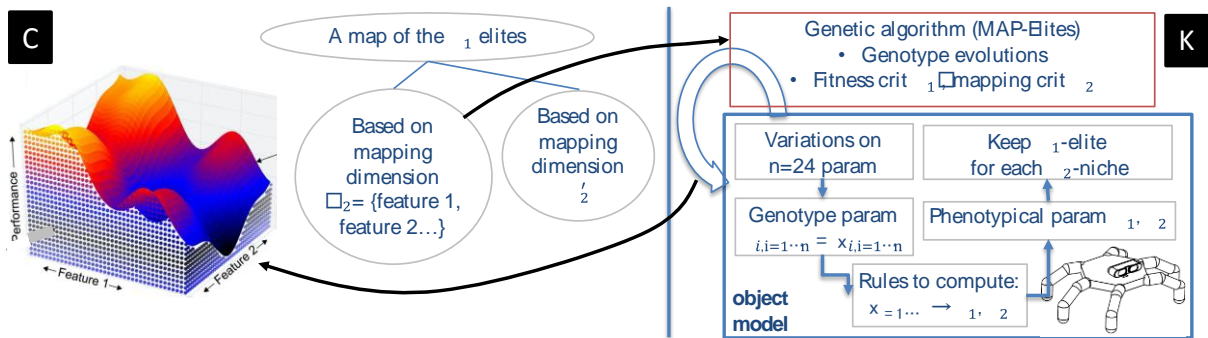 C
A map of the ₁ elites
Based on
mapping
dimension
□₂= {feature 1,
feature 2…}
Based on
mapping
dimension
′₂
Performance
Feature 1
Feature 2
K
Genetic algorithm (MAP-Elites)
• Genotype evolutions
• Fitness crit ₁,□mapping crit ₂
Variations on
n=24 param
Keep ₁-elite
for each ₂-niche
Genotype param
i,i=1··n = xi,i=1··n
Phenotypical param ₁, ₂
Rules to compute:
x =1… → ₁, ₂
object
model